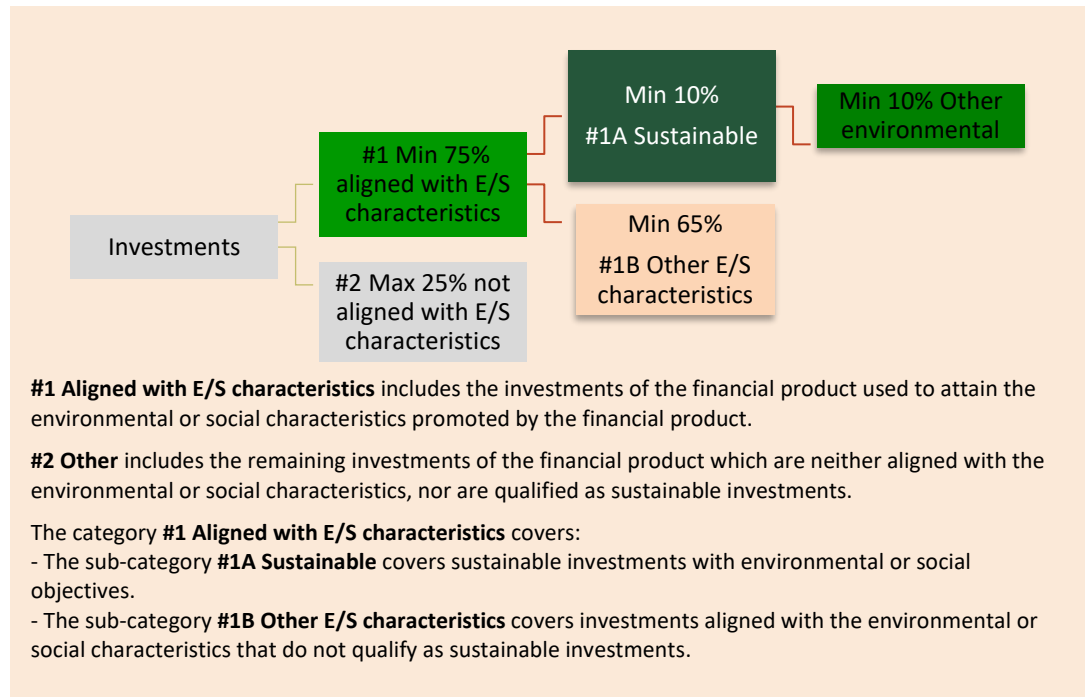 Min 10%
#1A Sustainable
Min 10% Other
environmental
#1 Min 75%
aligned with E/S
characteristics
Investments
Min 65%
#1B Other E/S
characteristics
#2 Max 25% not
aligned with E/S
characteristics
#1 Aligned with E/S characteristics includes the investments of the financial product used to attain the
environmental or social characteristics promoted by the financial product.
#2 Other includes the remaining investments of the financial product which are neither aligned with the
environmental or social characteristics, nor are qualified as sustainable investments.
The category #1 Aligned with E/S characteristics covers:
- The sub-category #1A Sustainable covers sustainable investments with environmental or social
objectives.
- The sub-category #1B Other E/S characteristics covers investments aligned with the environmental or
social characteristics that do not qualify as sustainable investments.